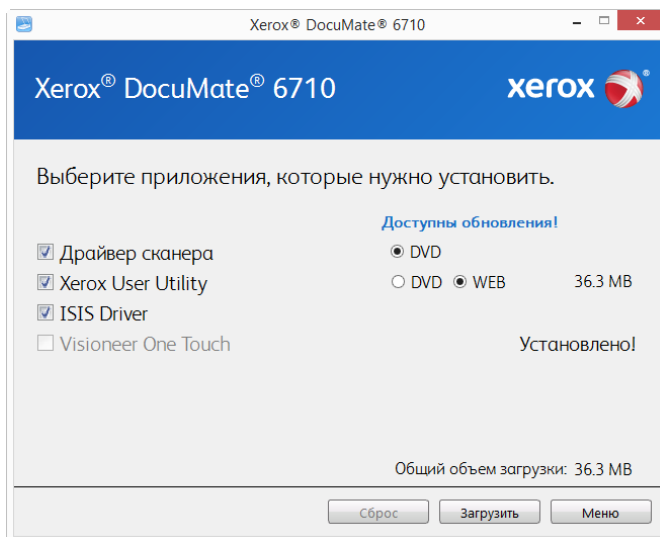 Xerox® DocuMate® 6710
Xerox® DocuMate® 6710 xerox®
Выберите приложения, которые нужно установить.
Доступны обновления!
Драйвер сканера DVD
Xerox User Utility DVD WEB 36.3 MB
ISIS Driver
Visioneer One Touch Установлено!
Общий объем загрузки: 36.3 MB
Сброс Загрузить Меню